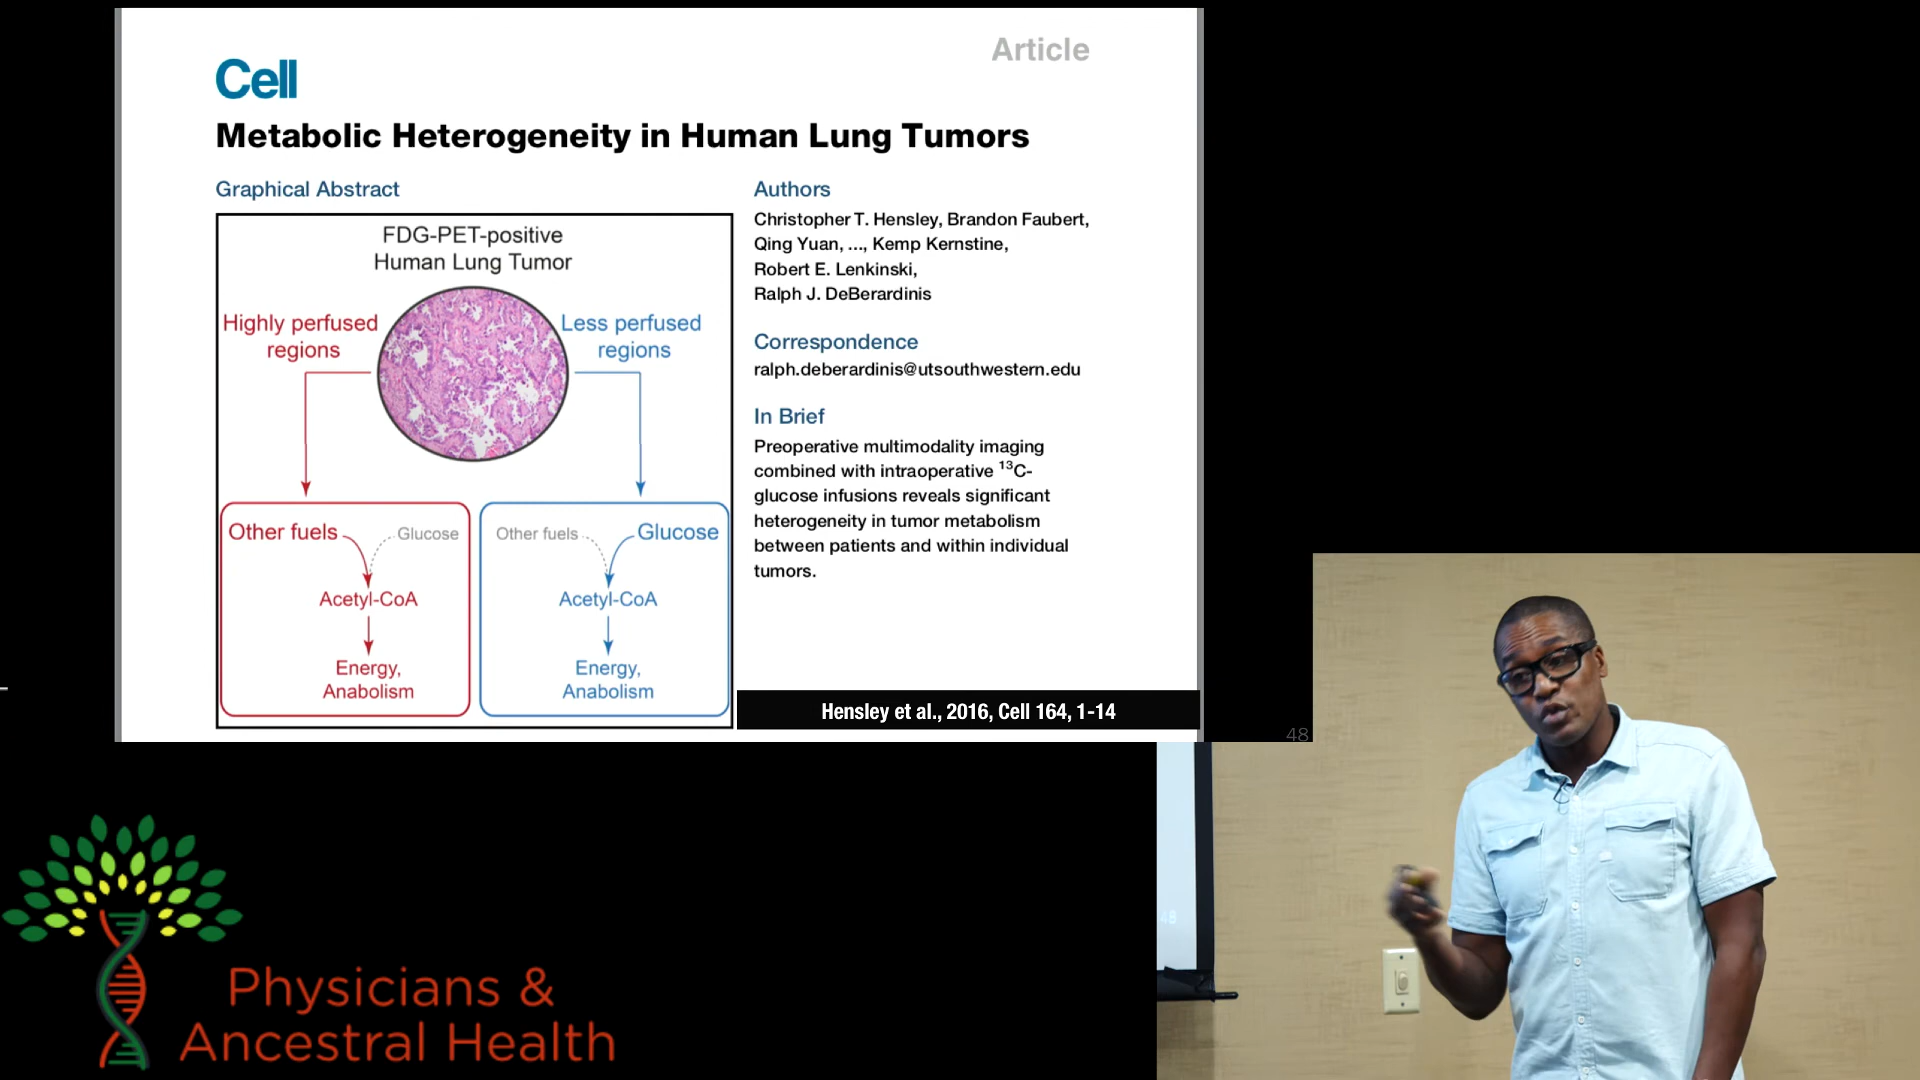 Article
Cell
Metabolic Heterogeneity in Human Lung Tumors
Graphical Abstract
FDG-PET-positive
Human Lung Tumor
Highly perfused
regions
Less perfused
regions
Other fuels
Glucose
Acetyl-CoA
Energy,
Anabolism
Other fuels
Glucose
Acetyl-CoA
Energy,
Anabolism
Authors
Christopher T. Hensley, Brandon Faubert,
Qing Yuan, ..., Kemp Kernstine,
Robert E. Lenkinski,
Ralph J. DeBerardinis
Correspondence
ralph.deberardinis@utsouthwestern.edu
In Brief
Preoperative multimodality imaging
combined with intraoperative ¹³C-
glucose infusions reveals significant
heterogeneity in tumor metabolism
between patients and within individual
tumors.
Hensley et al., 2016, Cell 164, 1-14
48
48
Physicians &
Ancestral Health